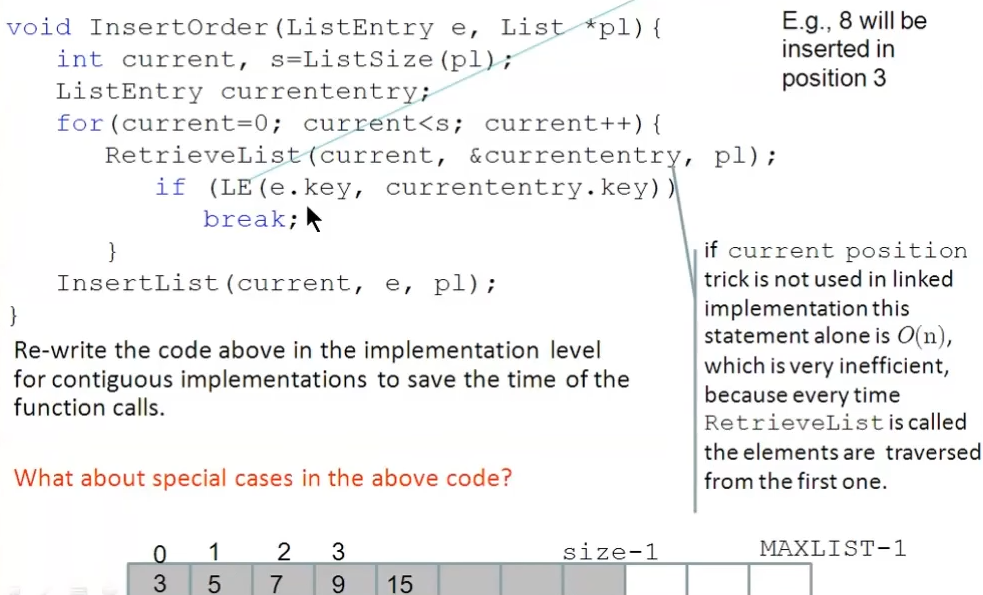 void InsertOrder(ListEntry e, List *pl){
int current, s=ListSize(pl);
ListEntry currententry;
for(current=0; current<s; current++){
RetrieveList(current, &currententry, pl);
if (LE(e.key, currententry.key))
break;
}
InsertList(current, e, pl);
}
E.g., 8 will be
inserted in
position 3
Re-write the code above in the implementation level
for contiguous implementations to save the time of the
function calls.
What about special cases in the above code?
if current position
trick is not used in linked
implementation this
statement alone is O(n),
which is very inefficient,
because every time
RetrieveList is called
the elements are traversed
from the first one.
0 1 2 3 size-1 MAXLIST-1
3 5 7 9 15